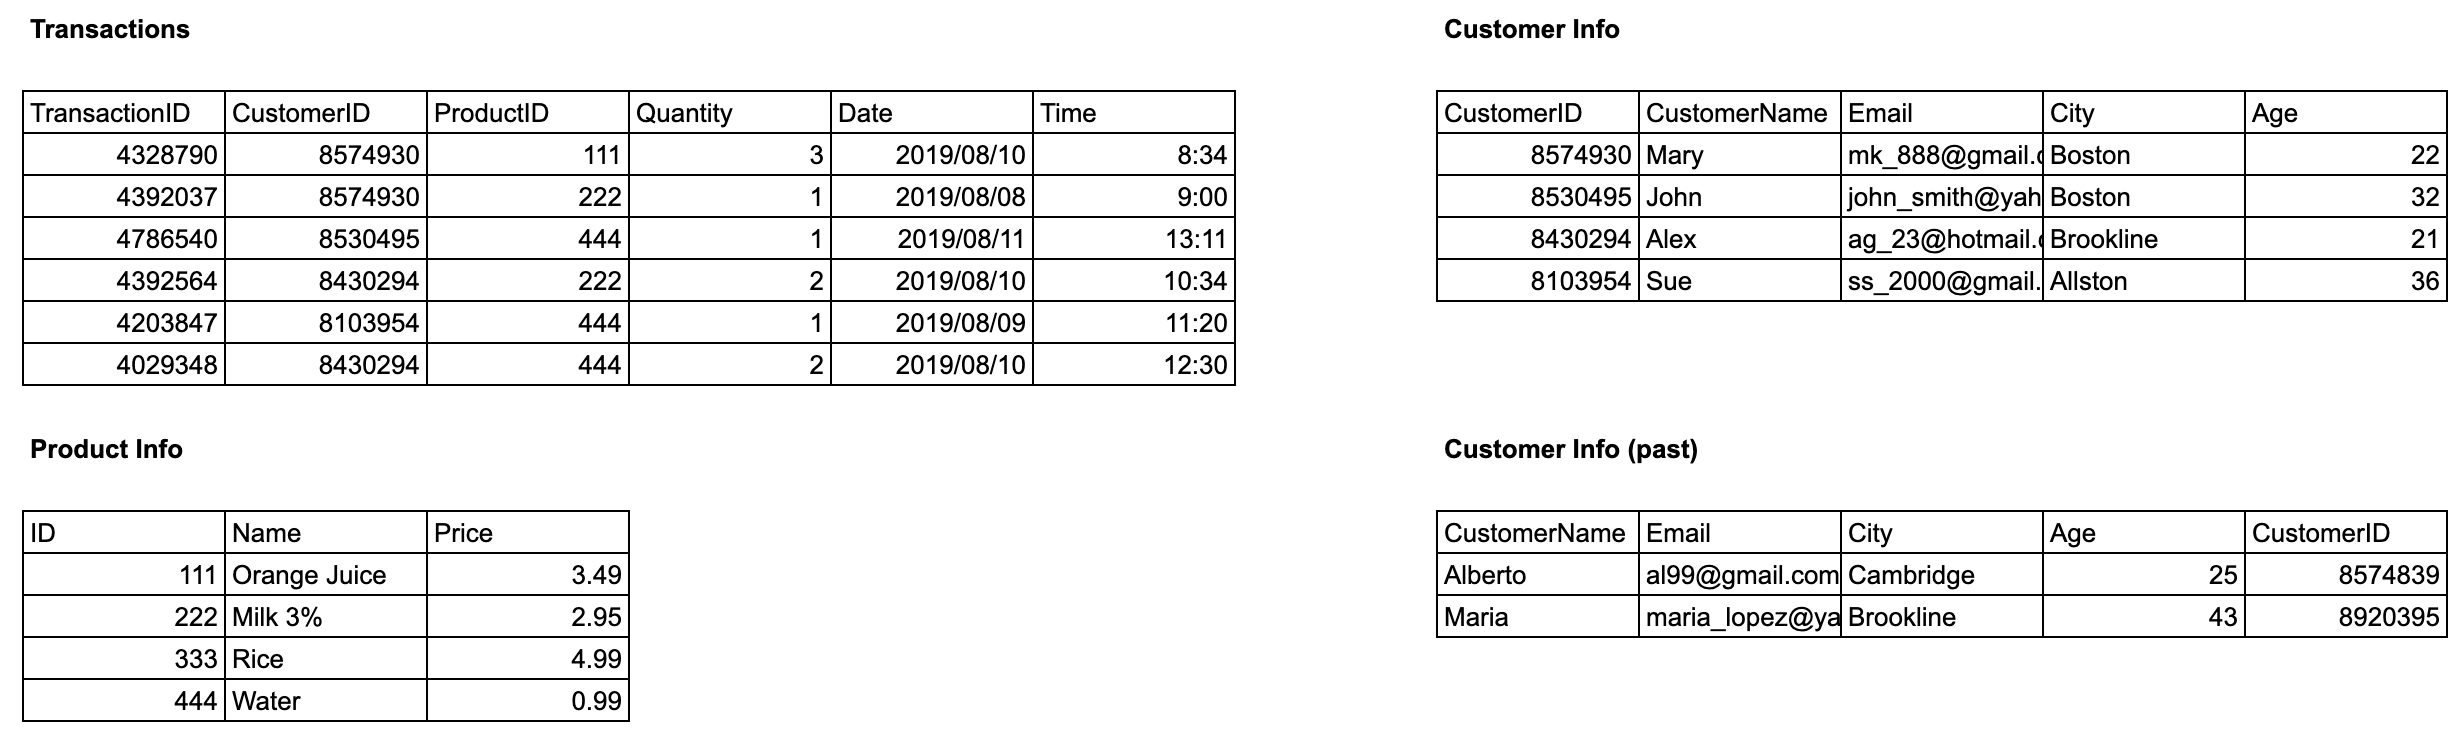 Transactions
TransactionID CustomerID ProductID Quantity Date Time
4328790 8574930 111 3 2019/08/10 8:34
4392037 8574930 222 1 2019/08/08 9:00
4786540 8530495 444 1 2019/08/11 13:11
4392564 8430294 222 2 2019/08/10 10:34
4203847 8103954 444 1 2019/08/09 11:20
4029348 8430294 444 2 2019/08/10 12:30
Customer Info
CustomerID CustomerName Email City Age
8574930 Mary mk_888@gmail.c Boston 22
8530495 John john_smith@yah Boston 32
8430294 Alex ag_23@hotmail.c Brookline 21
8103954 Sue ss_2000@gmail. Allston 36
Product Info
ID Name Price
111 Orange Juice 3.49
222 Milk 3% 2.95
333 Rice 4.99
444 Water 0.99
Customer Info (past)
CustomerName Email City Age CustomerID
Alberto al99@gmail.com Cambridge 25 8574839
Maria maria_lopez@ya Brookline 43 8920395